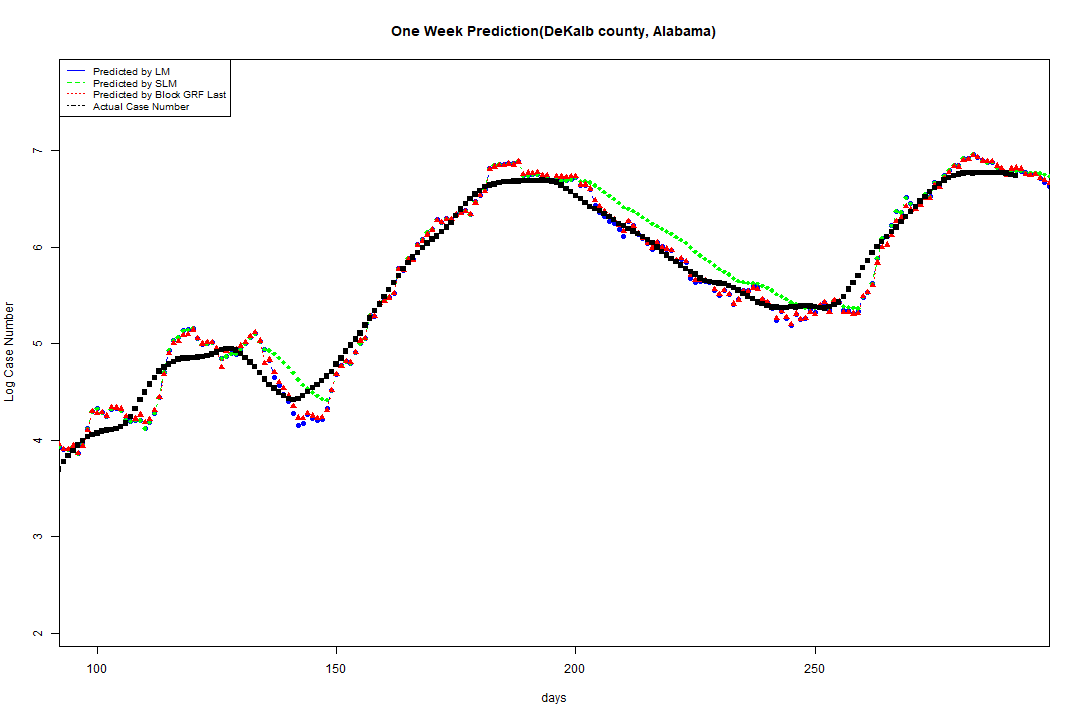 One Week Prediction(DeKalb county, Alabama)
Predicted by LM
Predicted by SLM
Predicted by Block GRF Last
Actual Case Number
7
6
5
4
3
2
Log Case Number
100 150 200 250
days